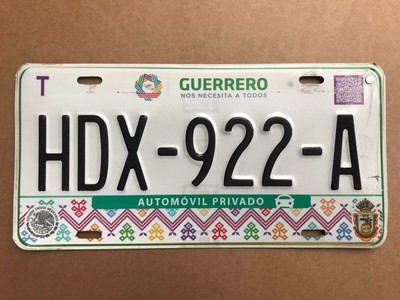 T
GUERRERO
NOS NECESITA A TODOS
HDX-922-A
AUTOMÓVIL PRIVADO